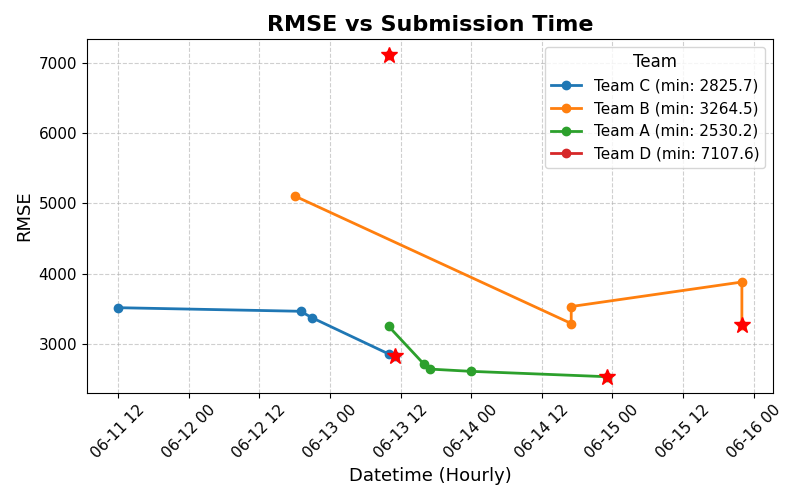 RMSE vs Submission Time
RMSE
7000
6000
5000
4000
3000
Team
Team C (min: 2825.7)
Team B (min: 3264.5)
Team A (min: 2530.2)
Team D (min: 7107.6)
06-11 12
06-12 00
06-12 12
06-13 00
06-13 12
06-14 00
06-14 12
06-15 00
06-15 12
06-16 00
Datetime (Hourly)